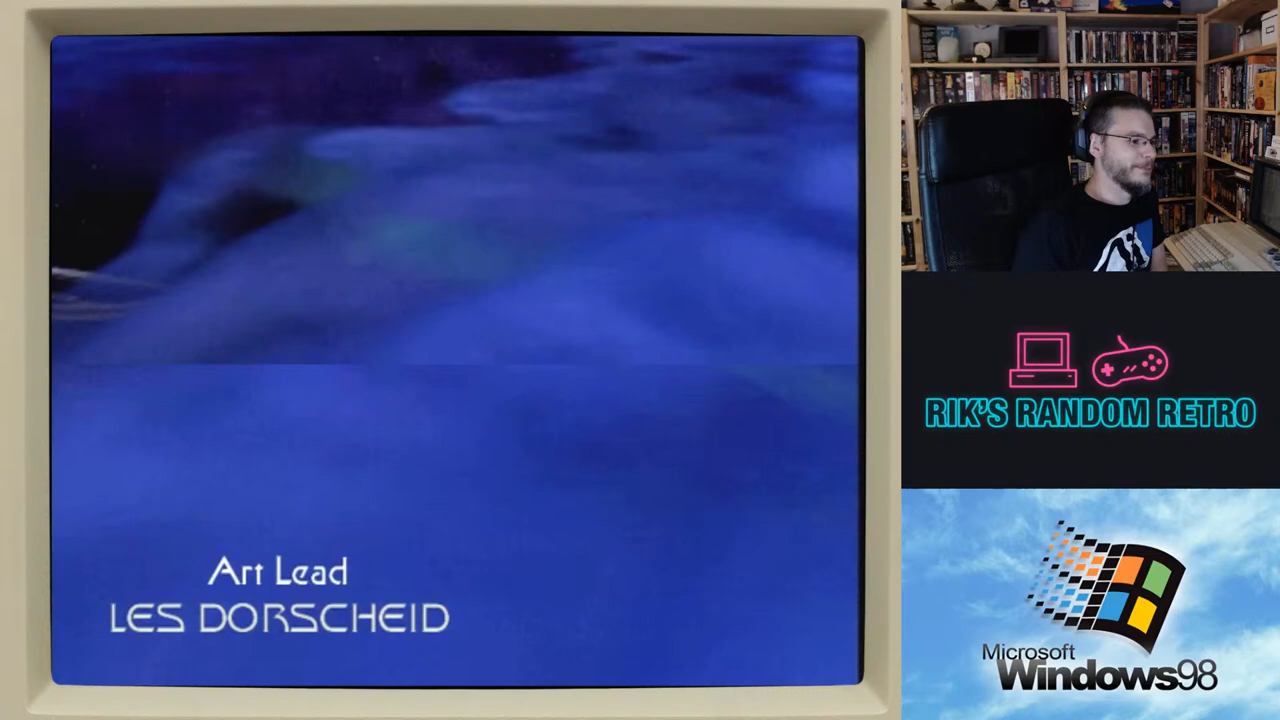 Art Lead
LES DORSCHEID
RIK'S RANDOM RETRO
Microsoft
Windows98